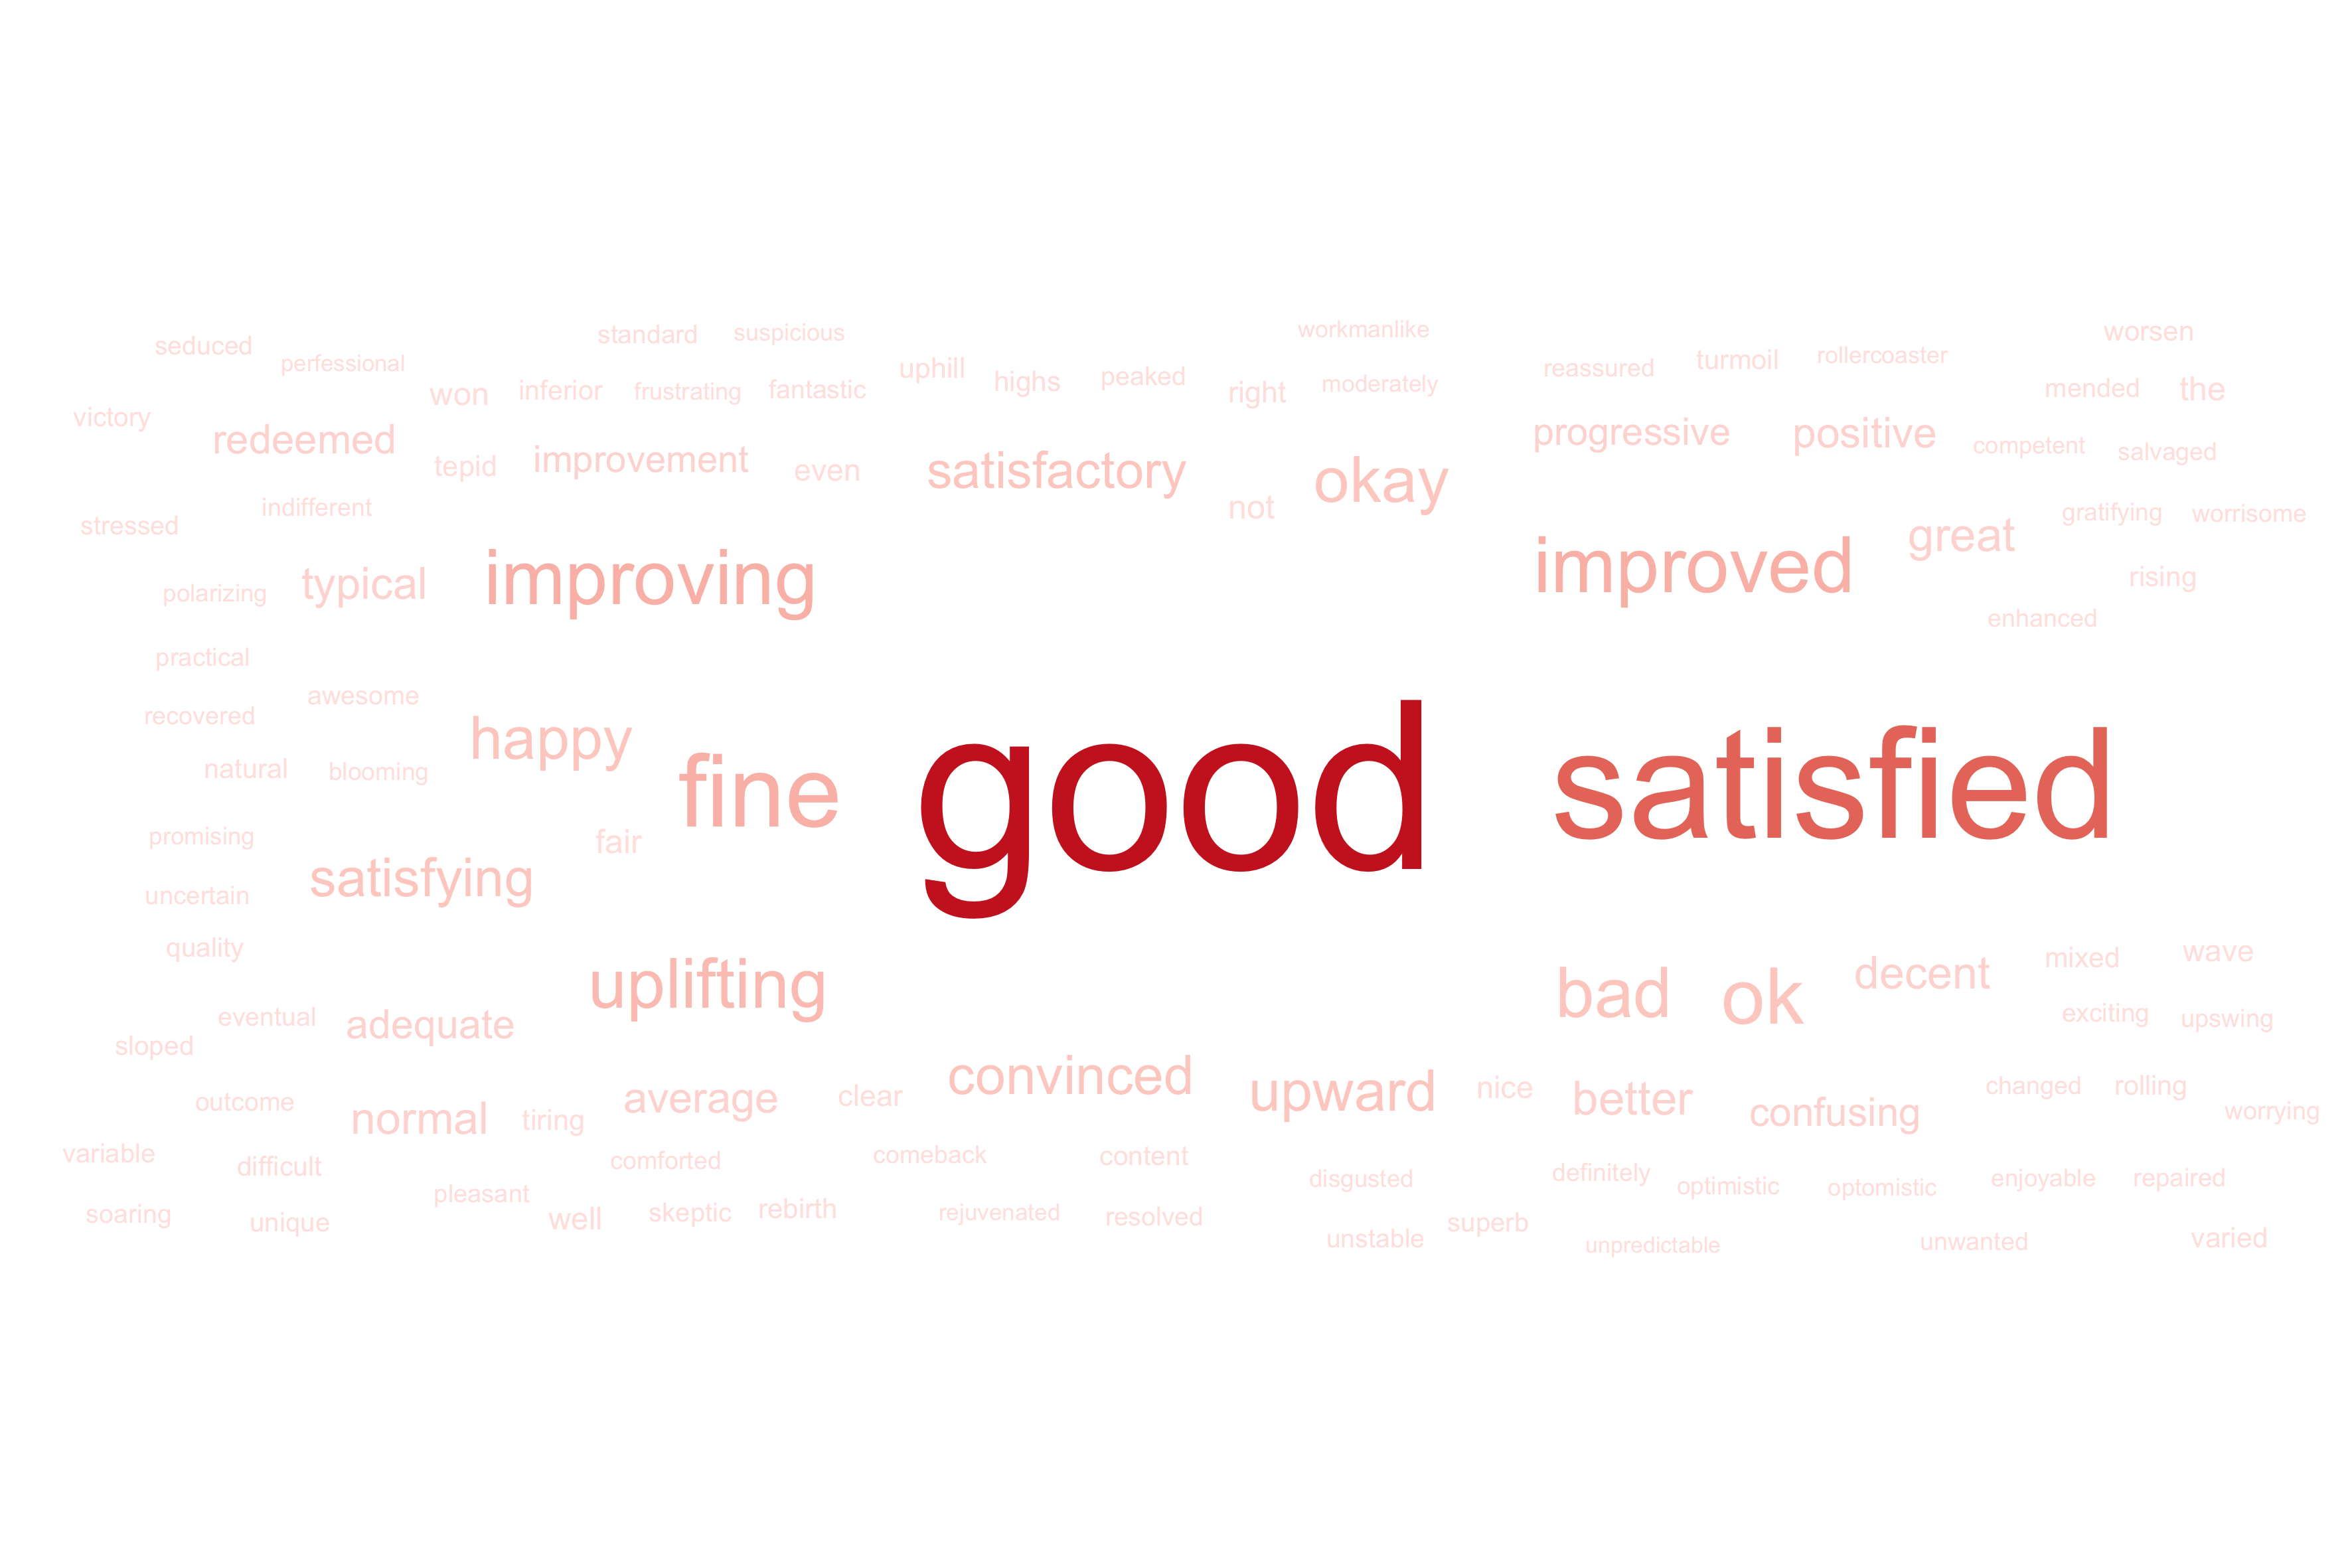 standard suspicious workmanlike worsen
seduced perfessional uphill reassured turmoil rollercoaster
won inferior frustrating fantastic highs peaked right moderately mended the
victory redeemed progressive positive competent salvaged
tepid improvement even satisfactory okay
stressed indifferent not great gratifying worrisome
polarizing typical improving improved rising
enhanced
practical
recovered awesome
natural blooming happy fine good satisfied
promising fair
uncertain satisfying
quality uplifting bad ok decent mixed wave
eventual adequate exciting upswing
sloped
outcome average clear convinced upward nice better changed rolling
normal tiring confusing worrying
variable difficult comforted comeback content disgusted definitely enjoyable repaired
pleasant optimistic optomistic
soaring unique well skeptic rebirth rejuvenated resolved superb
unstable unpredictable unwanted varied